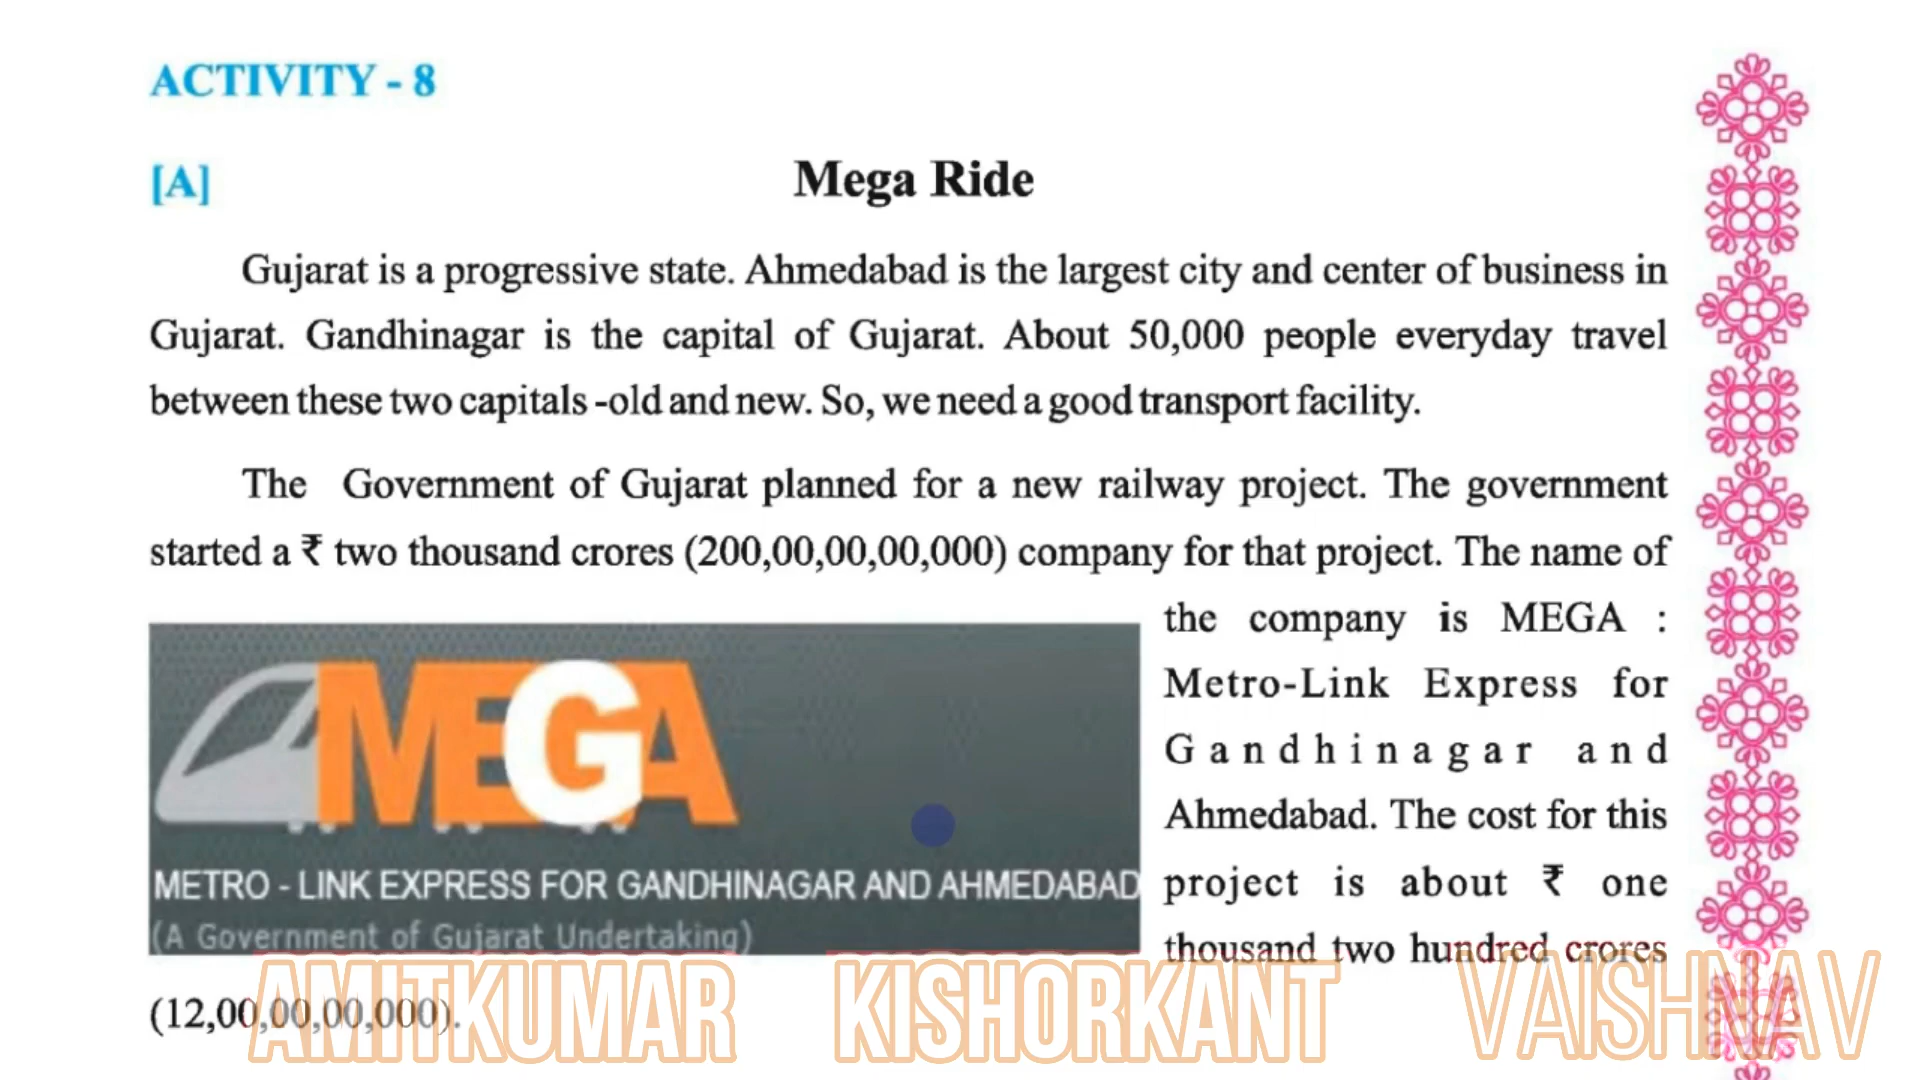 ACTIVITY - 8
[A]
Mega Ride
Gujarat is a progressive state. Ahmedabad is the largest city and center of business in
Gujarat. Gandhinagar is the capital of Gujarat. About 50,000 people everyday travel
between these two capitals -old and new. So, we need a good transport facility.
The Government of Gujarat planned for a new railway project. The government
started a ₹ two thousand crores (200,00,00,00,000) company for that project. The name of
the company is MEGA :
Metro-Link Express for
Gandhinagar and
Ahmedabad. The cost for this
project is about ₹ one
thousand two hundred crores
(12,00,00,00,000).
MEGA
METRO - LINK EXPRESS FOR GANDHINAGAR AND AHMEDABAD
(A Government of Gujarat Undertaking)
AMITKUMAR KISHORKANT VAISHNAV